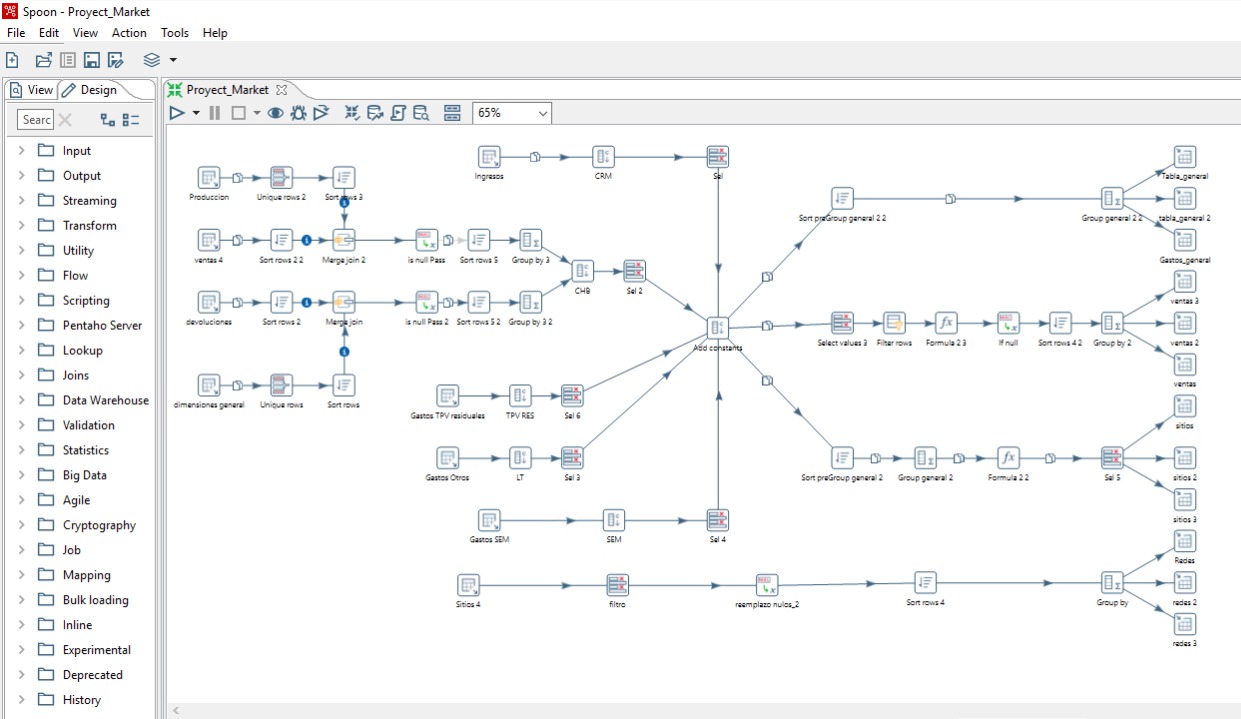 Spoon - Proyect_Market
File Edit View Action Tools Help
View Design
Proyect_Market
65%
Searc
Input
Output
Streaming
Transform
Utility
Flow
Scripting
Pentaho Server
Lookup
Joins
Data Warehouse
Validation
Statistics
Big Data
Agile
Cryptography
Job
Mapping
Bulk loading
Inline
Experimental
Deprecated
History
Ingresos CRM Sel
Produccion Unique rows 2 Sort rows 3
ventas 4 Sort rows 2 2 Merge join 2 is null Pass Sort rows 5 Group by 3
CHB Sel 2
devoluciones Sort rows 2 Merge join is null Pass 2 Sort rows 5 2 Group by 3 2
dimensiones general Unique rows Sort rows
Add constants
Gastos TPV residuales TPV RES Sel 6
Gastos Otros LT Sel 3
Gastos SEM SEM Sel 4
Sort preGroup general 2 2 Group general 2 2
Tabla_general
tabla_general 2
Gastos_general
Select values 3 Filter rows Formula 2 3 If null Sort rows 4 2 Group by 2
ventas 3
ventas 2
ventas
Sort preGroup general 2 Group general 2 Formula 2 2 Sel 5
sitios
sitios 2
sitios 3
Sitios 4 filtro reemplazo nulos_2 Sort rows 4 Group by
Redes
redes 2
redes 3